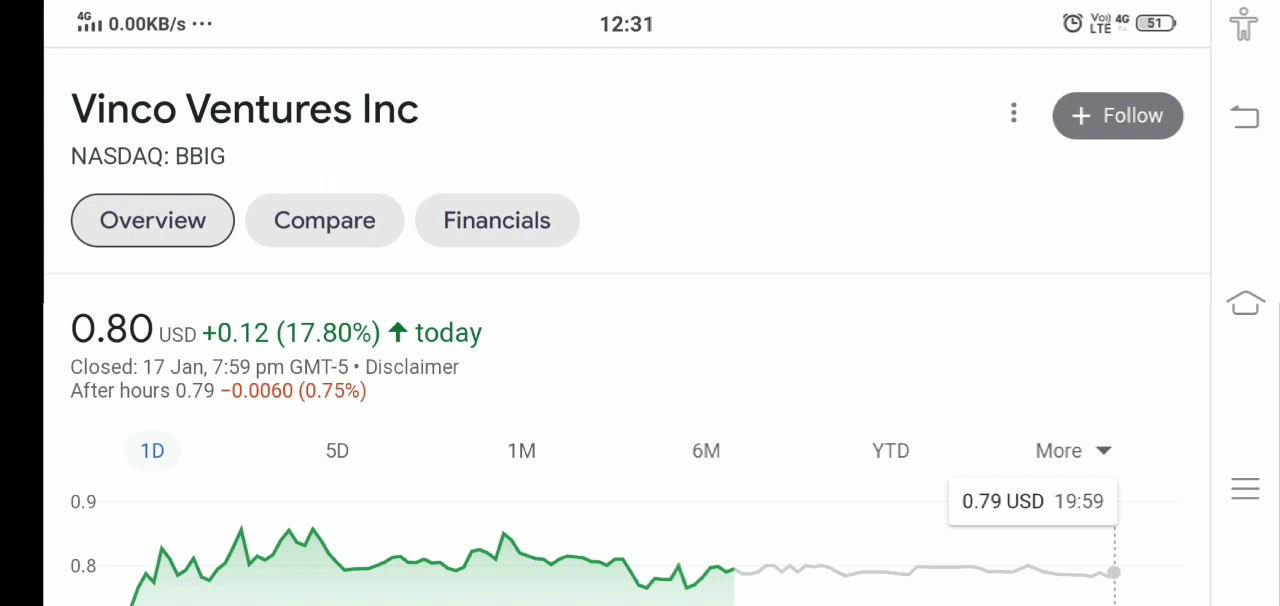 4G 0.00KB/s ...
12:31
Vo) LTE 4G 51
Vinco Ventures Inc
+ Follow
NASDAQ: BBIG
Overview Compare Financials
0.80 USD +0.12 (17.80%) ↑ today
Closed: 17 Jan, 7:59 pm GMT-5 • Disclaimer
After hours 0.79 −0.0060 (0.75%)
1D 5D 1M 6M YTD More
0.79 USD 19:59
0.9
0.8